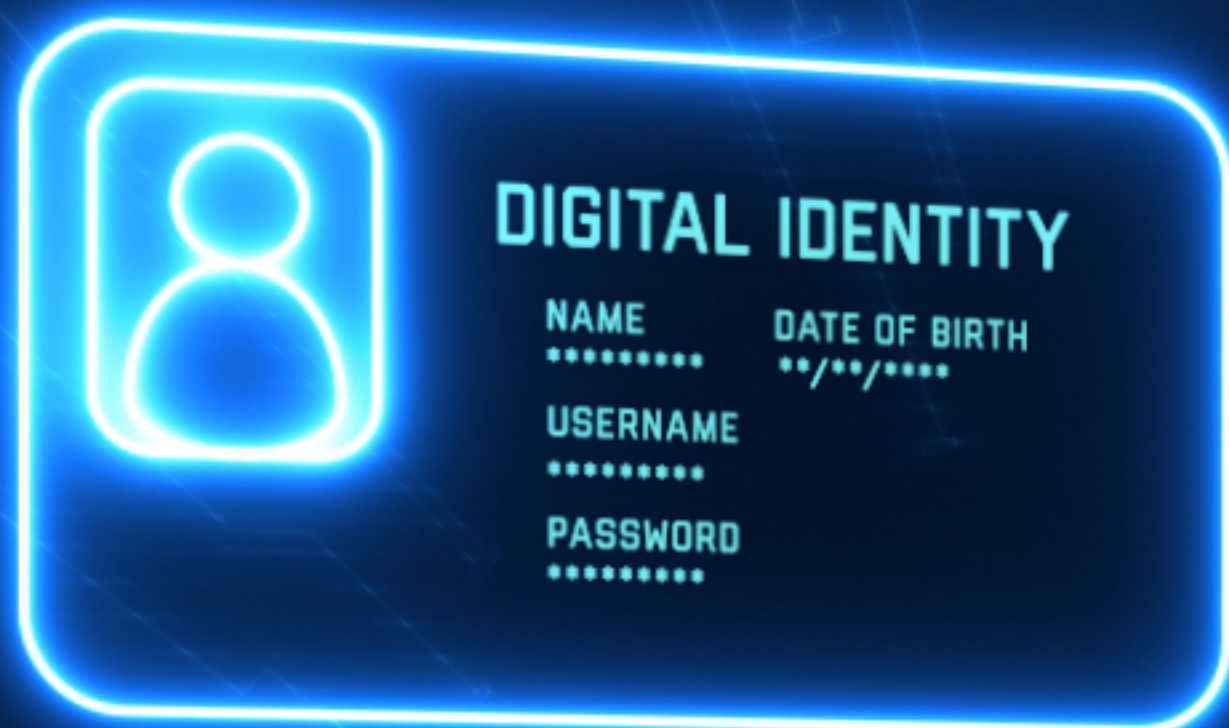 DIGITAL IDENTITY
NAME DATE OF BIRTH
********* **/**/****
USERNAME
*********
PASSWORD
*********